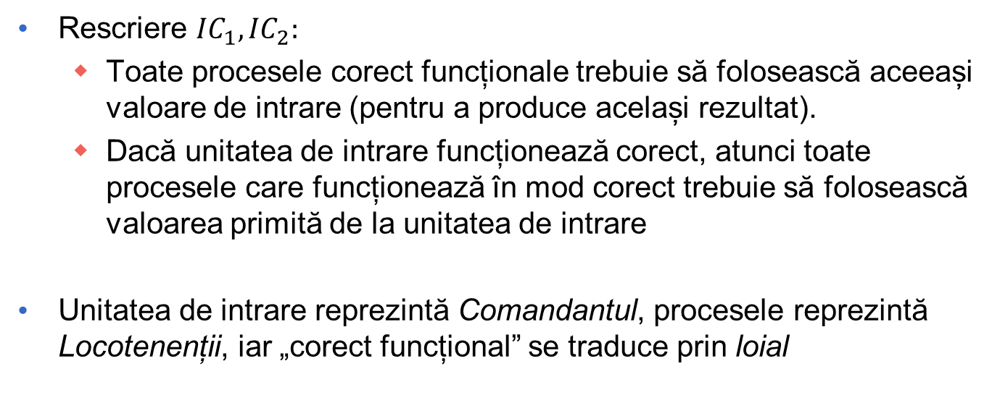 • Rescriere 𝐼𝐶₁, 𝐼𝐶₂:
◆ Toate procesele corect funcționale trebuie să folosească aceeași
valoare de intrare (pentru a produce același rezultat).
◆ Dacă unitatea de intrare funcționează corect, atunci toate
procesele care funcționează în mod corect trebuie să folosească
valoarea primită de la unitatea de intrare
• Unitatea de intrare reprezintă Comandantul, procesele reprezintă
Locotenenții, iar „corect funcțional” se traduce prin loial